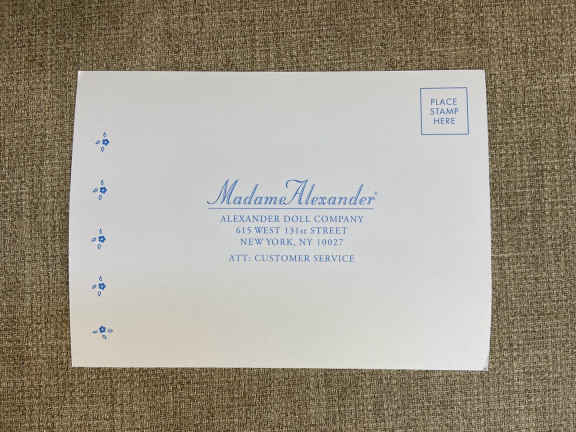 PLACE
STAMP
HERE
Madame Alexander®
ALEXANDER DOLL COMPANY
615 WEST 131st STREET
NEW YORK, NY 10027
ATT: CUSTOMER SERVICE